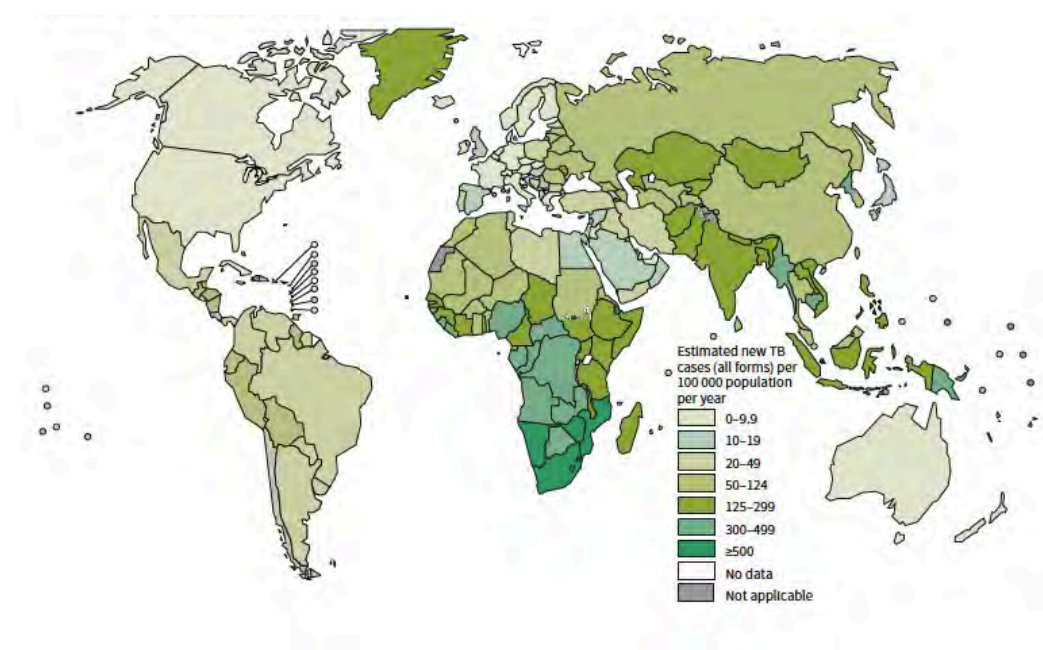 Estimated new TB
cases (all forms) per
100 000 population
per year
0–9.9
10–19
20–49
50–124
125–299
300–499
≥500
No data
Not applicable